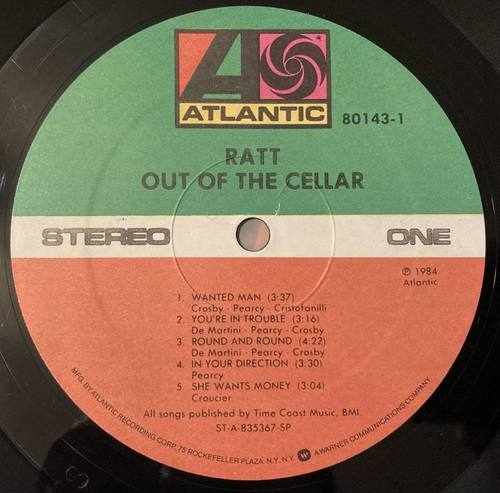 ATLANTIC
80143-1
RATT
OUT OF THE CELLAR
STEREO ONE
℗ 1984
Atlantic
1. WANTED MAN (3:37)
Crosby - Pearcy - Cristofanilli
2. YOU'RE IN TROUBLE (3:16)
De Martini - Pearcy - Crosby
3. ROUND AND ROUND (4:22)
De Martini - Pearcy - Crosby
4. IN YOUR DIRECTION (3:30)
Pearcy
5 SHE WANTS MONEY (3:04)
Croucier
All songs published by Time Coast Music, BMI.
ST-A-835367-SP
MFG. BY ATLANTIC RECORDING CORP., 75 ROCKEFELLER PLAZA, N.Y., N.Y. A WARNER COMMUNICATIONS COMPANY